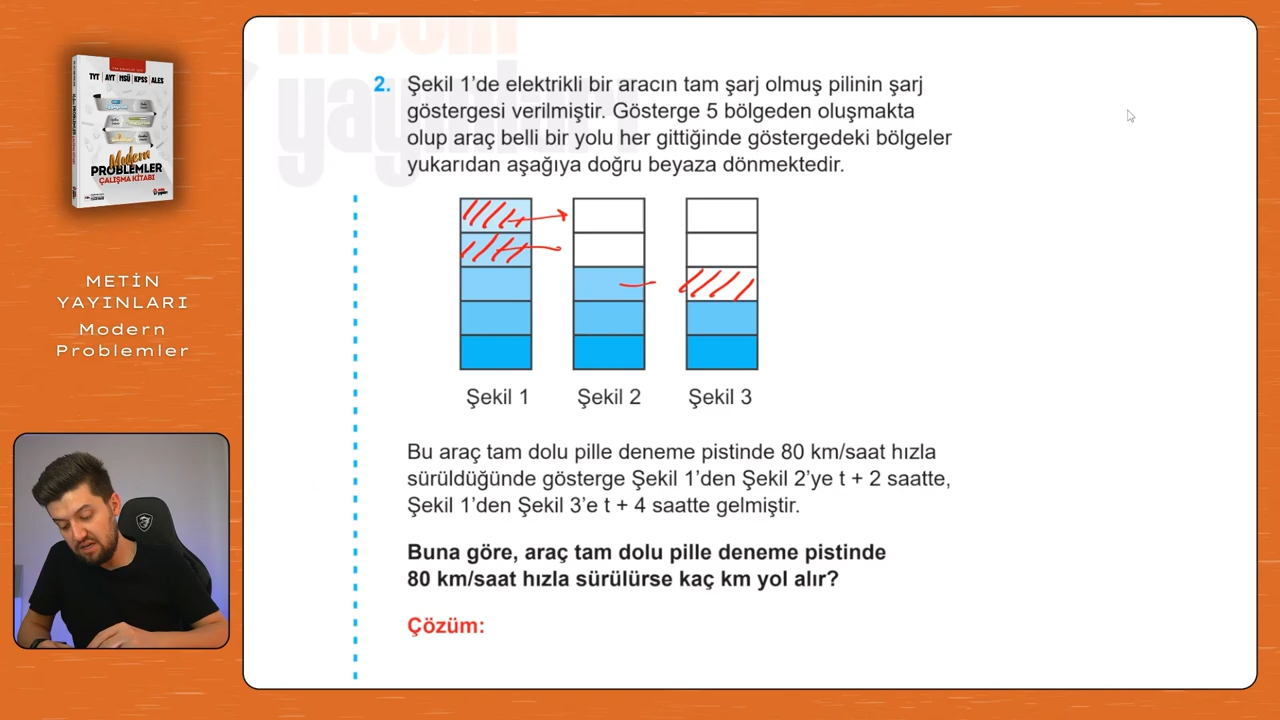 TYT | AYT | MSÜ | KPSS | ALES
Modern
PROBLEMLER
ÇALIŞMA KİTABI
METİN
YAYINLARI
Modern
Problemler
metin
yayınları
2. Şekil 1'de elektrikli bir aracın tam şarj olmuş pilinin şarj
göstergesi verilmiştir. Gösterge 5 bölgeden oluşmakta
olup araç belli bir yolu her gittiğinde göstergedeki bölgeler
yukarıdan aşağıya doğru beyaza dönmektedir.
Şekil 1 Şekil 2 Şekil 3
Bu araç tam dolu pille deneme pistinde 80 km/saat hızla
sürüldüğünde gösterge Şekil 1'den Şekil 2'ye t + 2 saatte,
Şekil 1'den Şekil 3'e t + 4 saatte gelmiştir.
Buna göre, araç tam dolu pille deneme pistinde
80 km/saat hızla sürülürse kaç km yol alır?
Çözüm: